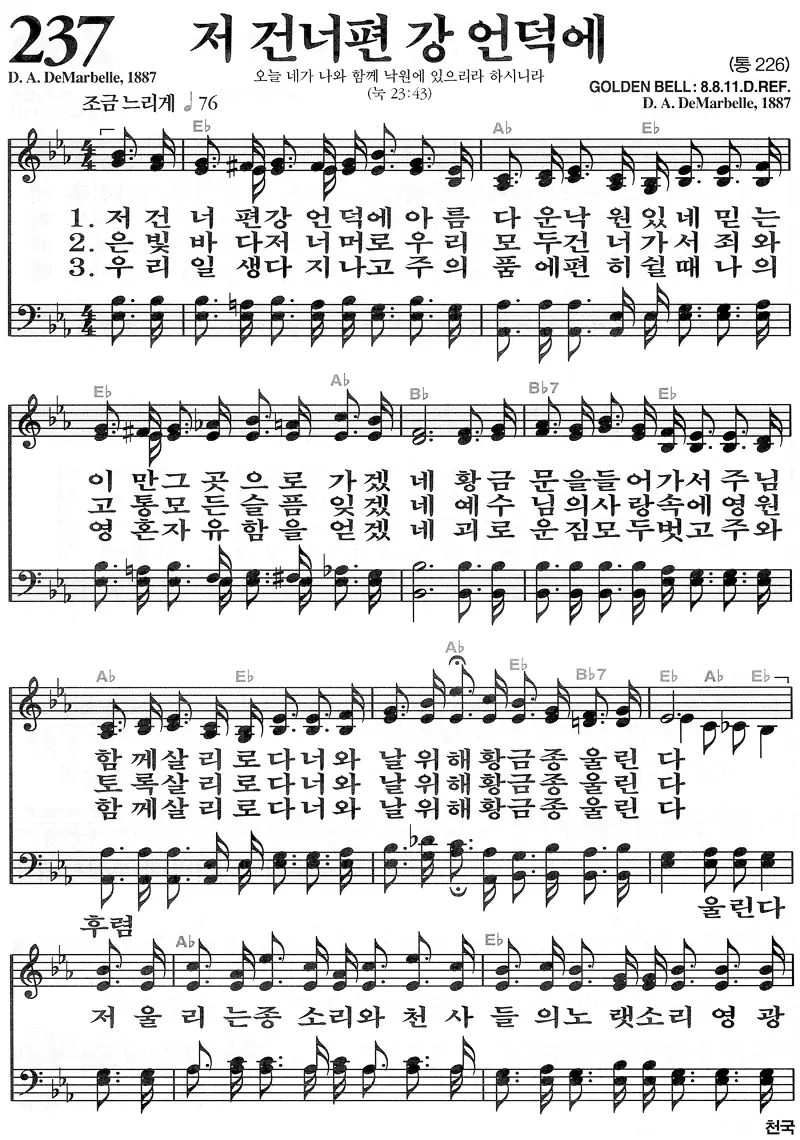 237 저 건너편 강 언덕에
D. A. DeMarbelle, 1887
오늘 네가 나와 함께 낙원에 있으리라 하시니라
(눅 23:43)
(통 226)
GOLDEN BELL : 8.8.11.D.REF.
D. A. DeMarbelle, 1887
조금 느리게 ♩76
E♭ A♭ E♭
1. 저 건 너 편강 언덕에 아 름 다 운낙 원있 네 믿 는
2. 은 빛 바 다저 너머로 우 리 모 두건 너가 서 죄 와
3. 우 리 일 생다 지나고 주 의 품 에편 히쉴 때 나 의
E♭ A♭ B♭ B♭7 E♭
이 만그 곳 으 로 가 겠 네 황 금 문 을들 어가 서 주 님
고 통모 든 슬 픔 잊 겠 네 예 수 님 의사 랑속 에 영 원
영 혼자 유 함 을 얻 겠 네 괴 로 운 짐모 두벗 고 주 와
A♭ E♭ A♭ E♭ B♭7 E♭ A♭ E♭
함 께살 리 로다너와 날위해황금종 울린 다
토 록살 리 로다너와 날위해황금종 울린 다
함 께살 리 로다너와 날위해황금종 울린 다
울린다
후렴
A♭ E♭
저 울 리 는종 소리와 천 사 들 의노 랫소리 영 광
천국